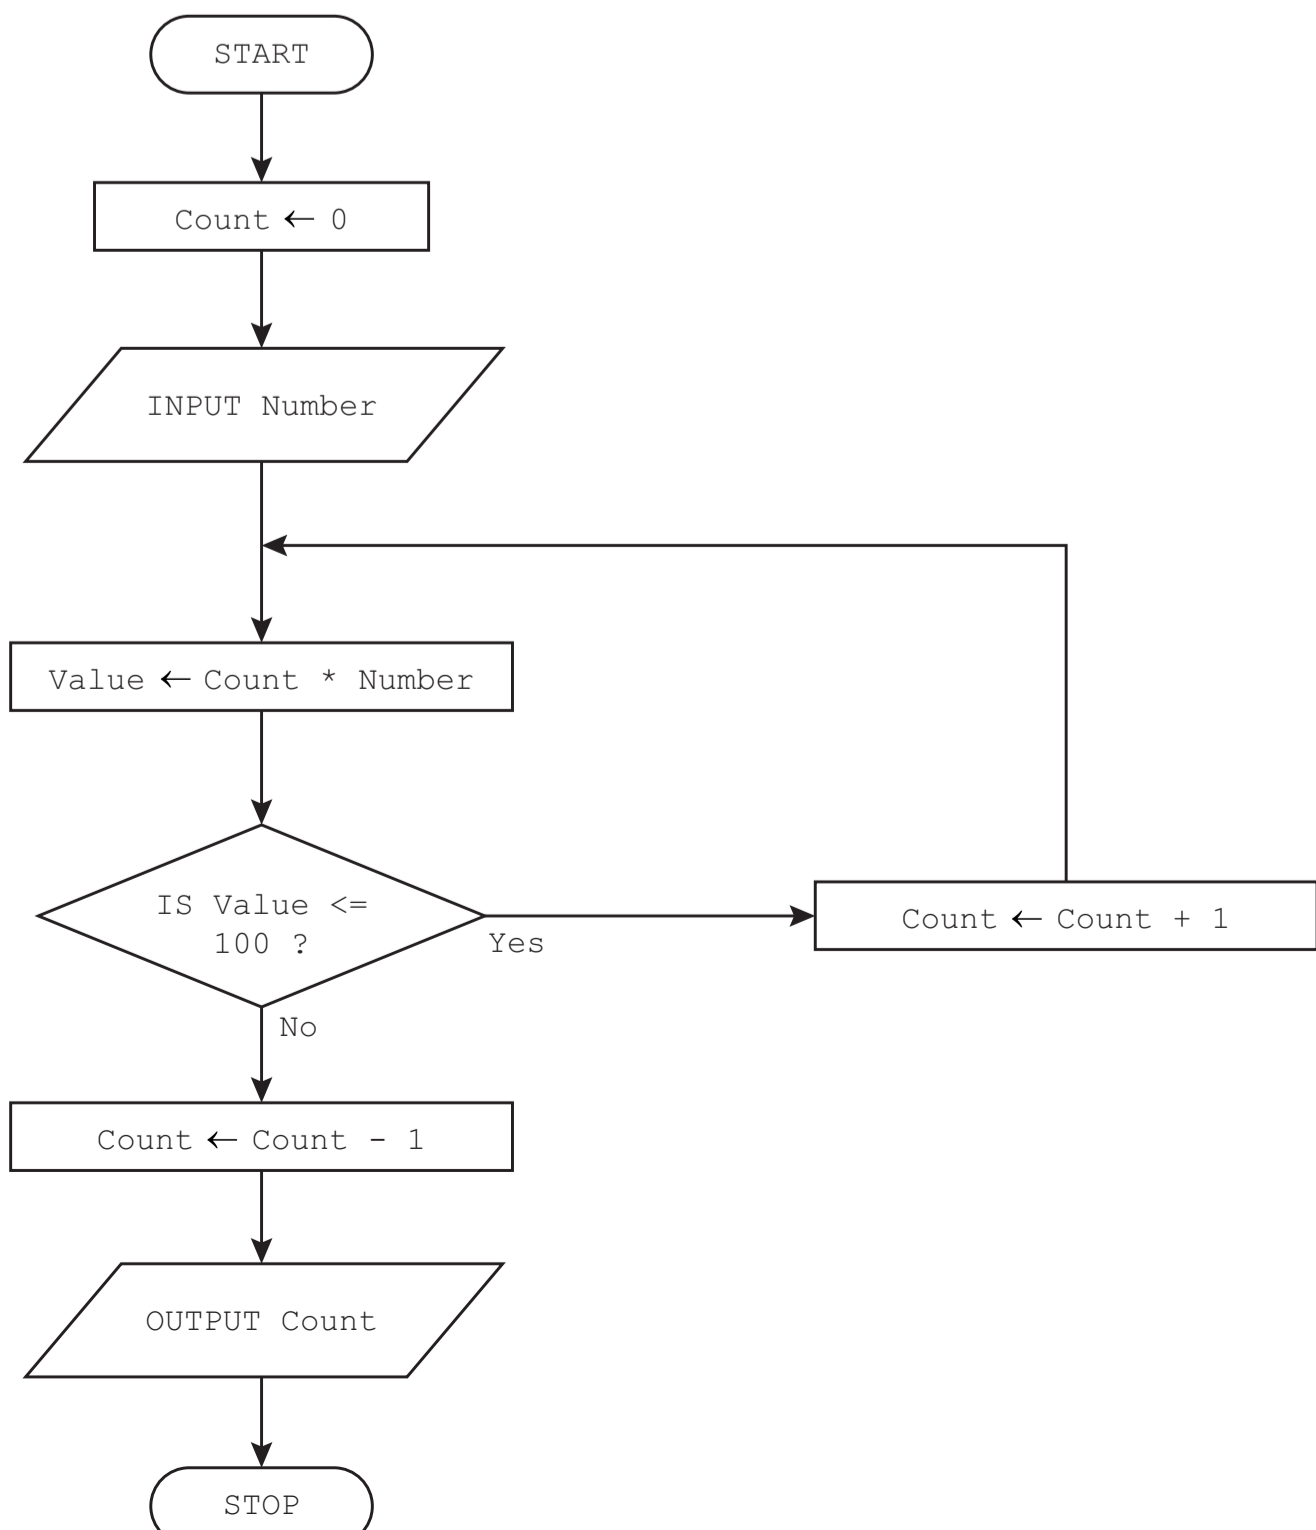 START
Count ← 0
INPUT Number
Value ← Count * Number
IS Value <=
100 ?
Yes
Count ← Count + 1
No
Count ← Count - 1
OUTPUT Count
STOP